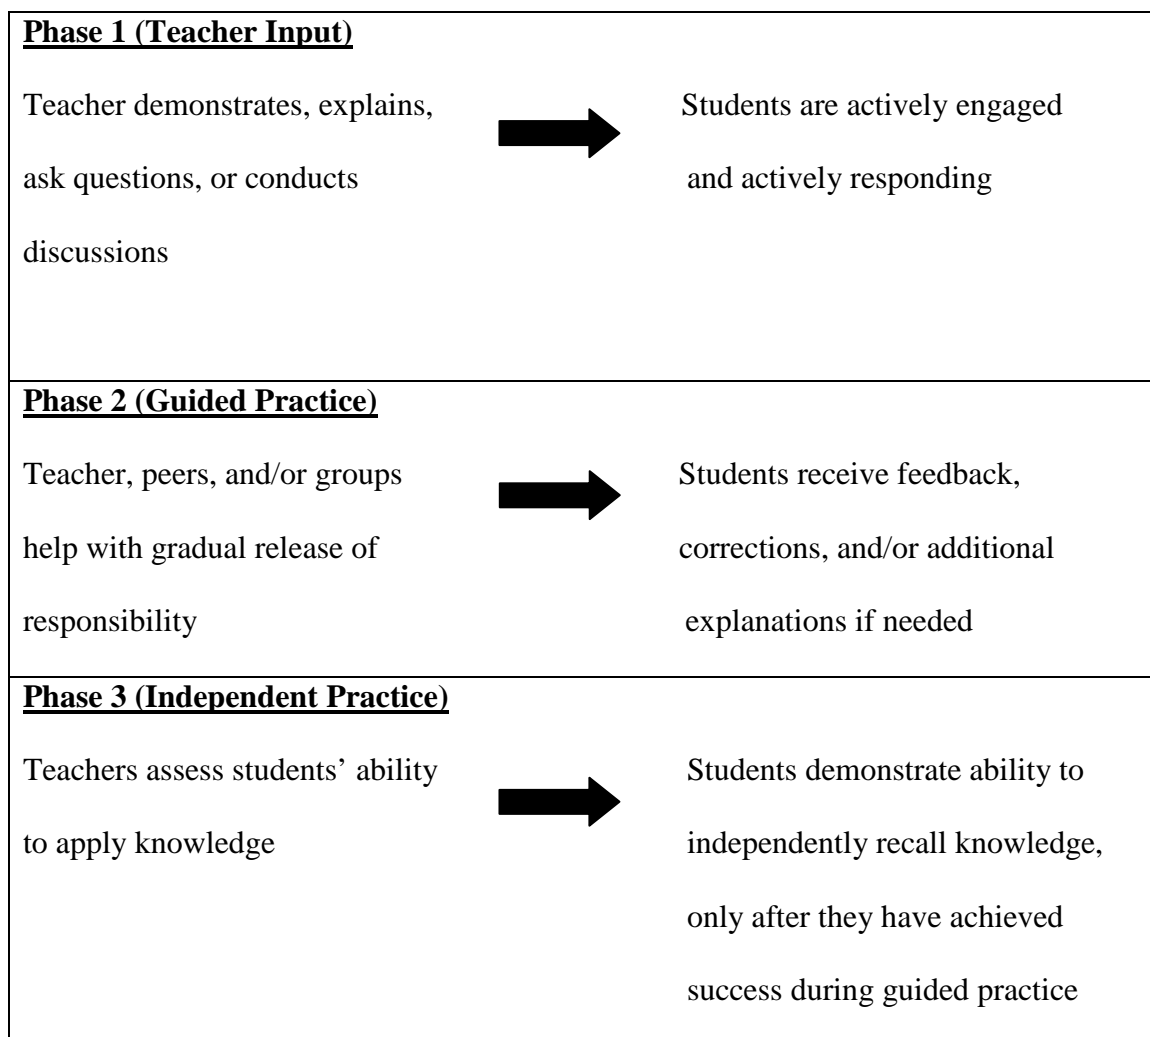 Phase 1 (Teacher Input)
Teacher demonstrates, explains,
ask questions, or conducts
discussions
Students are actively engaged
and actively responding
Phase 2 (Guided Practice)
Teacher, peers, and/or groups
help with gradual release of
responsibility
Students receive feedback,
corrections, and/or additional
explanations if needed
Phase 3 (Independent Practice)
Teachers assess students’ ability
to apply knowledge
Students demonstrate ability to
independently recall knowledge,
only after they have achieved
success during guided practice